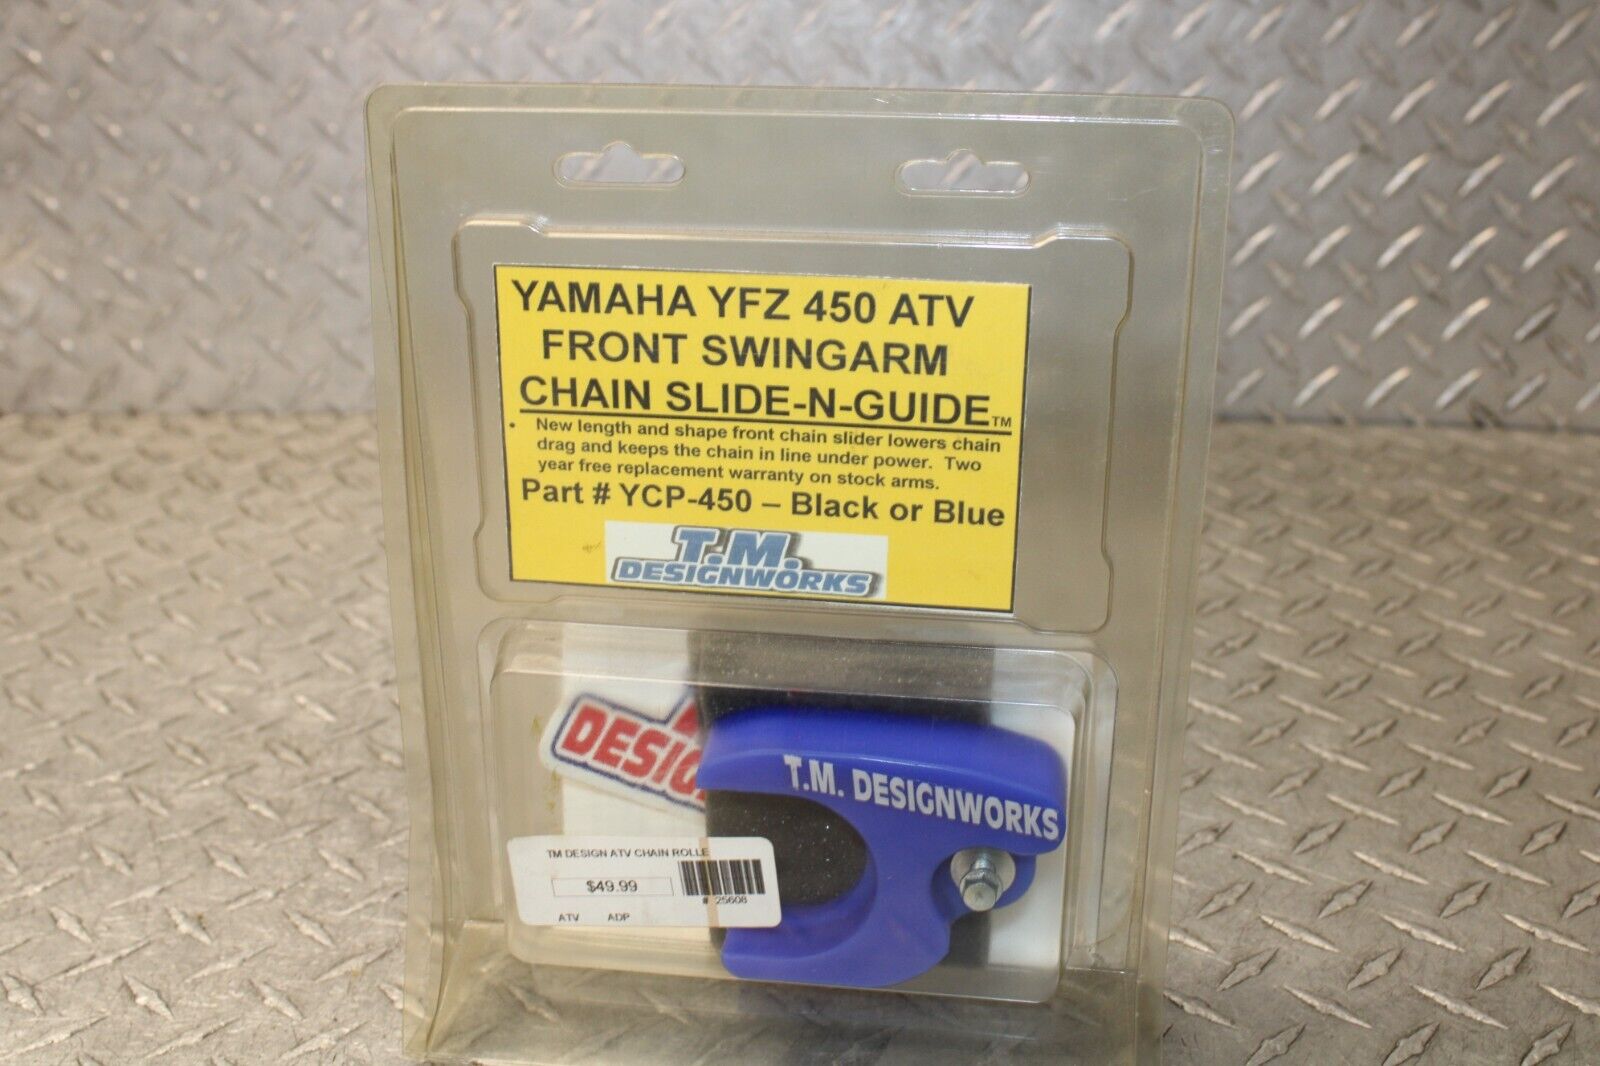 YAMAHA YFZ 450 ATV
FRONT SWINGARM
CHAIN SLIDE-N-GUIDE™
• New length and shape front chain slider lowers chain
drag and keeps the chain in line under power. Two
year free replacement warranty on stock arms.
Part # YCP-450 – Black or Blue
T.M.
DESIGNWORKS
DESIG
T.M. DESIGNWORKS
TM DESIGN ATV CHAIN ROLLE
$49.99
# 25608
ATV ADP